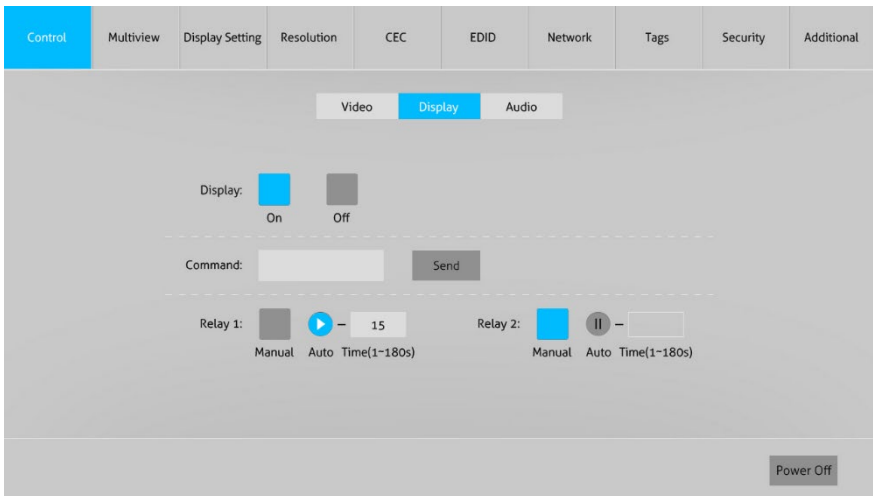 Control Multiview Display Setting Resolution CEC EDID Network Tags Security Additional
Video Display Audio
Display:
On Off
Command: Send
Relay 1: 15 Relay 2:
Manual Auto Time(1~180s) Manual Auto Time(1~180s)
Power Off